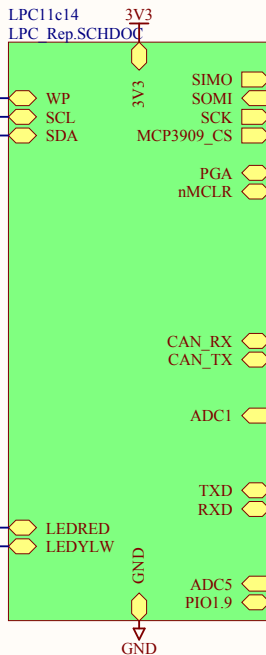 LPC11c14
3V3
LPC_Rep.SCHDOC
3V3
SIMO
WP
SOMI
SCL
SCK
SDA
MCP3909_CS
PGA
nMCLR
CAN_RX
CAN_TX
ADC1
TXD
RXD
LEDRED
LEDYLW
GND
ADC5
PIO1.9
GND